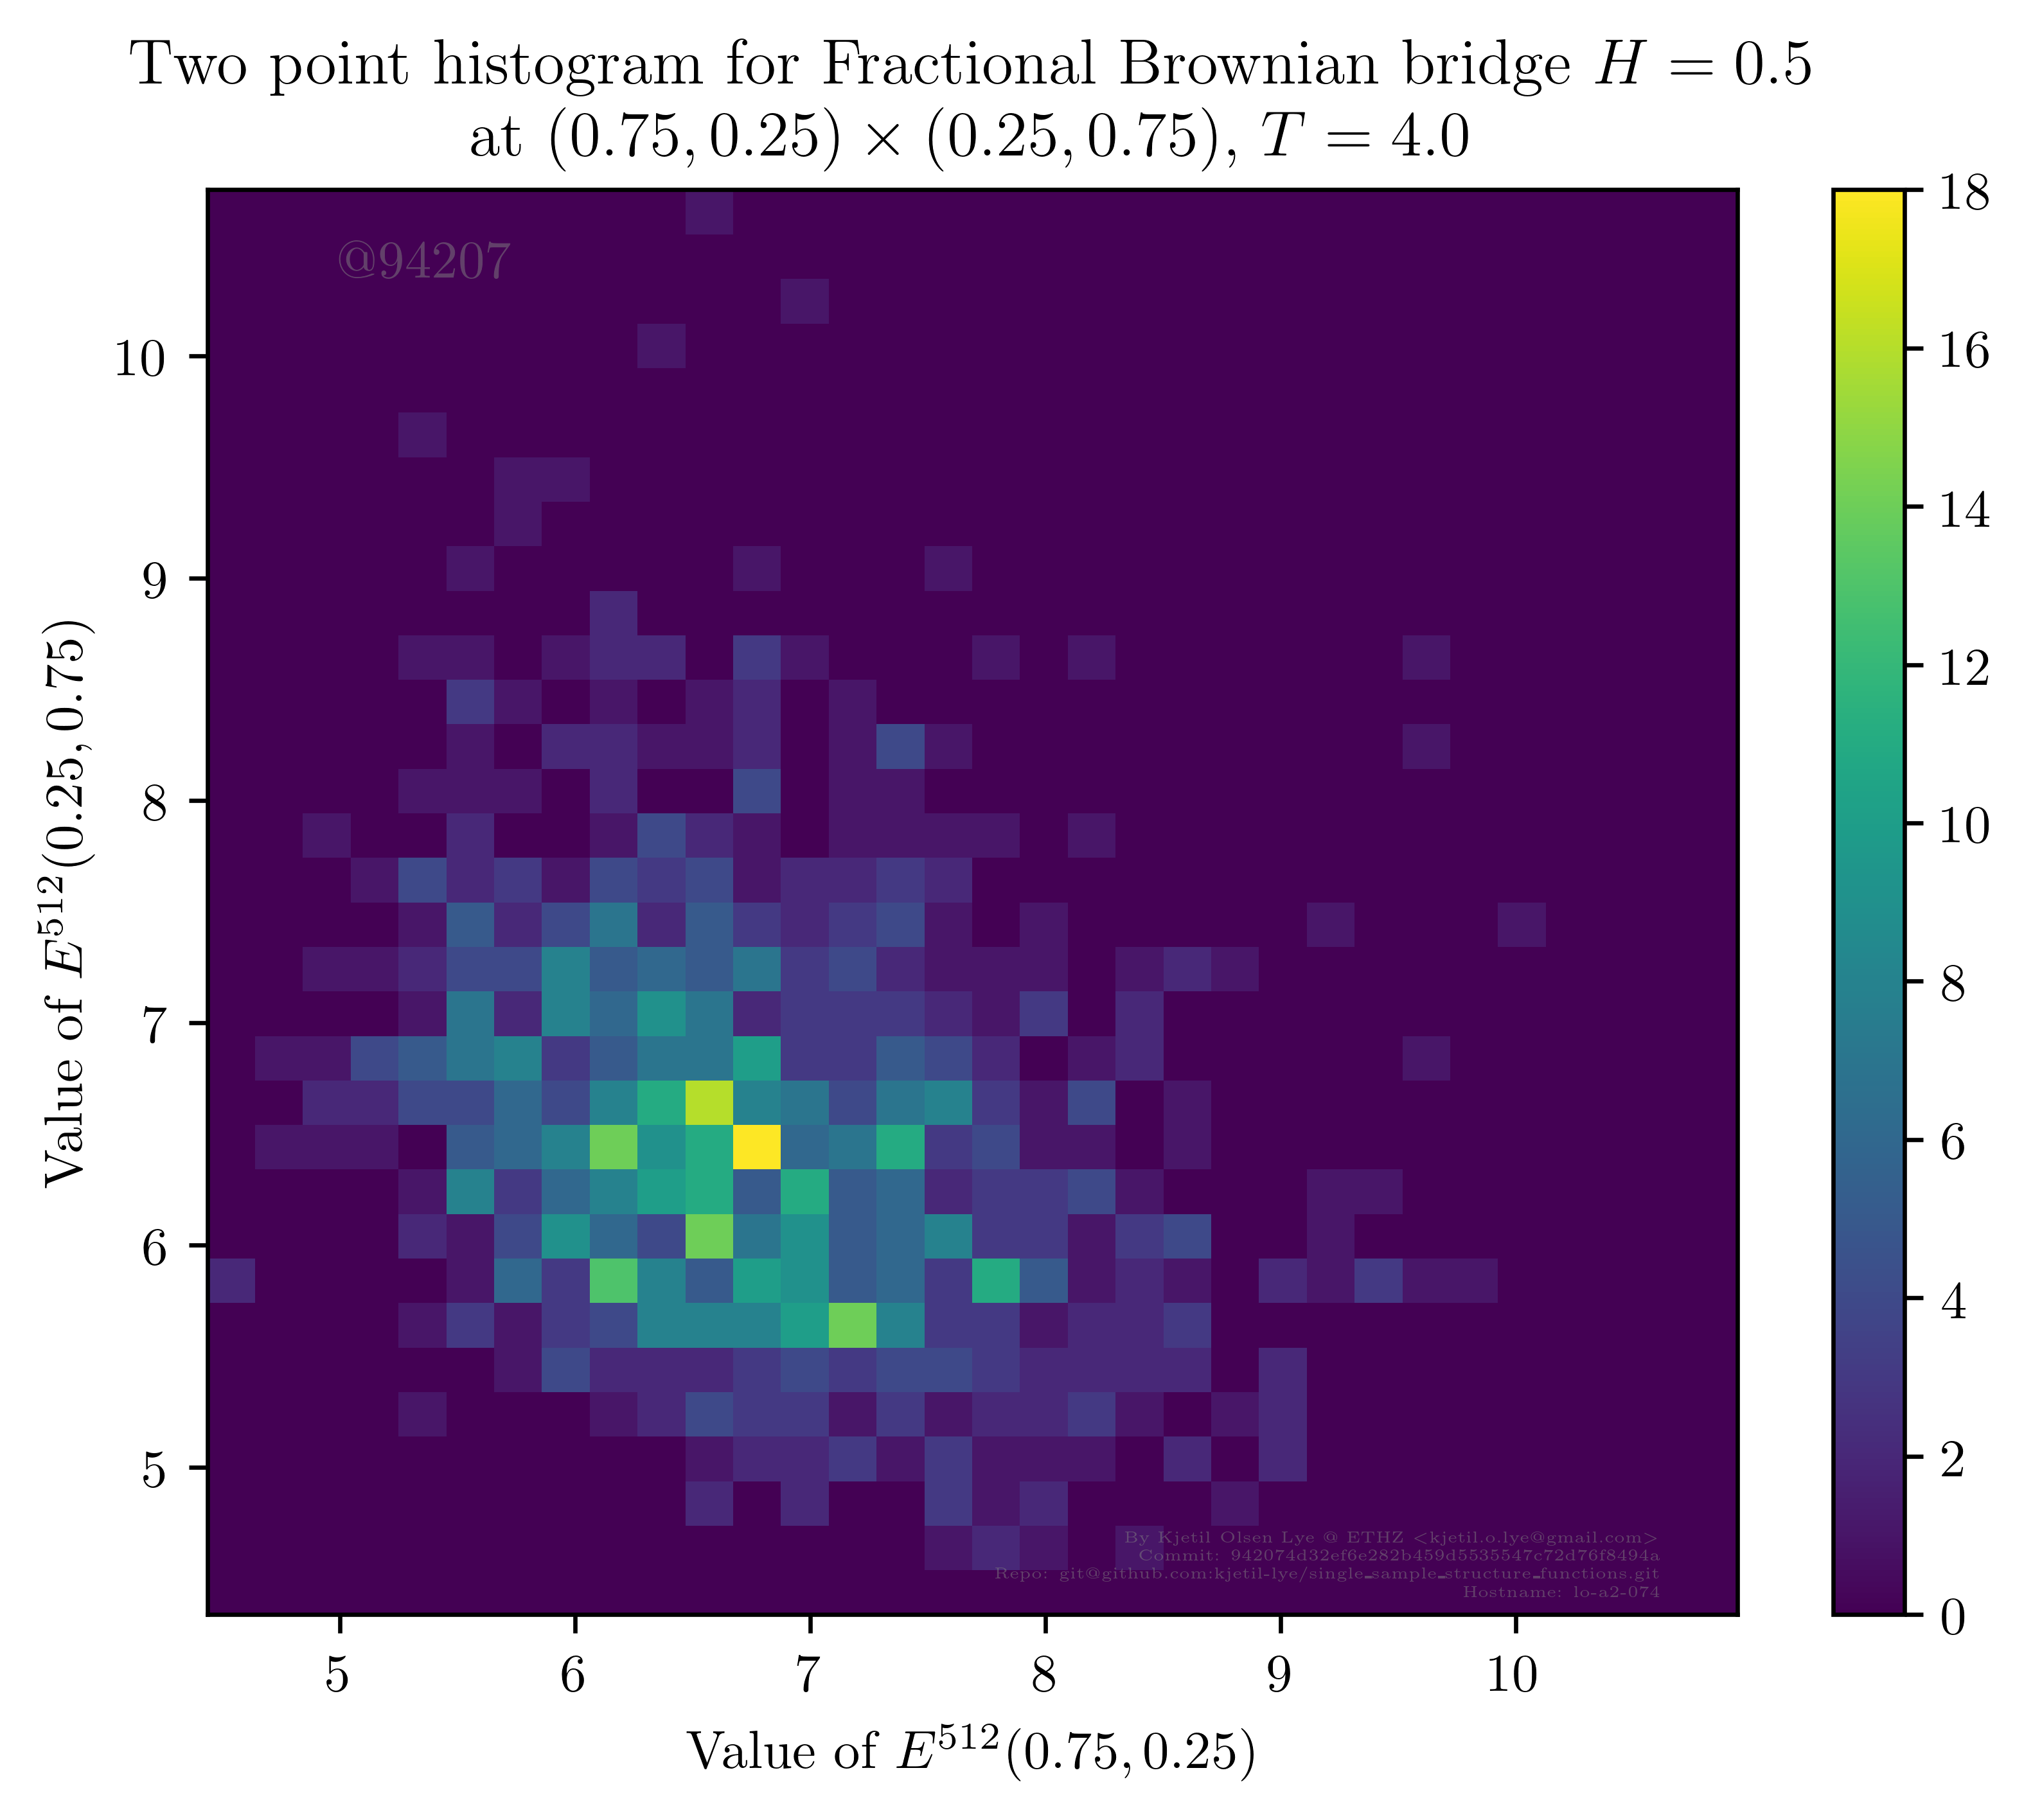 Two point histogram for Fractional Brownian bridge H = 0.5
at (0.75, 0.25) × (0.25, 0.75), T = 4.0
@94207
10
9
8
7
6
5
Value of E^512(0.25, 0.75)
5 6 7 8 9 10
Value of E^512(0.75, 0.25)
18
16
14
12
10
8
6
4
2
0
By Kjetil Olsen Lye @ ETHZ <kjetil.o.lye@gmail.com>
Commit: 942074d32ef6e282b459d5535547c72d76f8494a
Repo: git@github.com:kjetil-lye/single_sample_structure_functions.git
Hostname: lo-a2-074